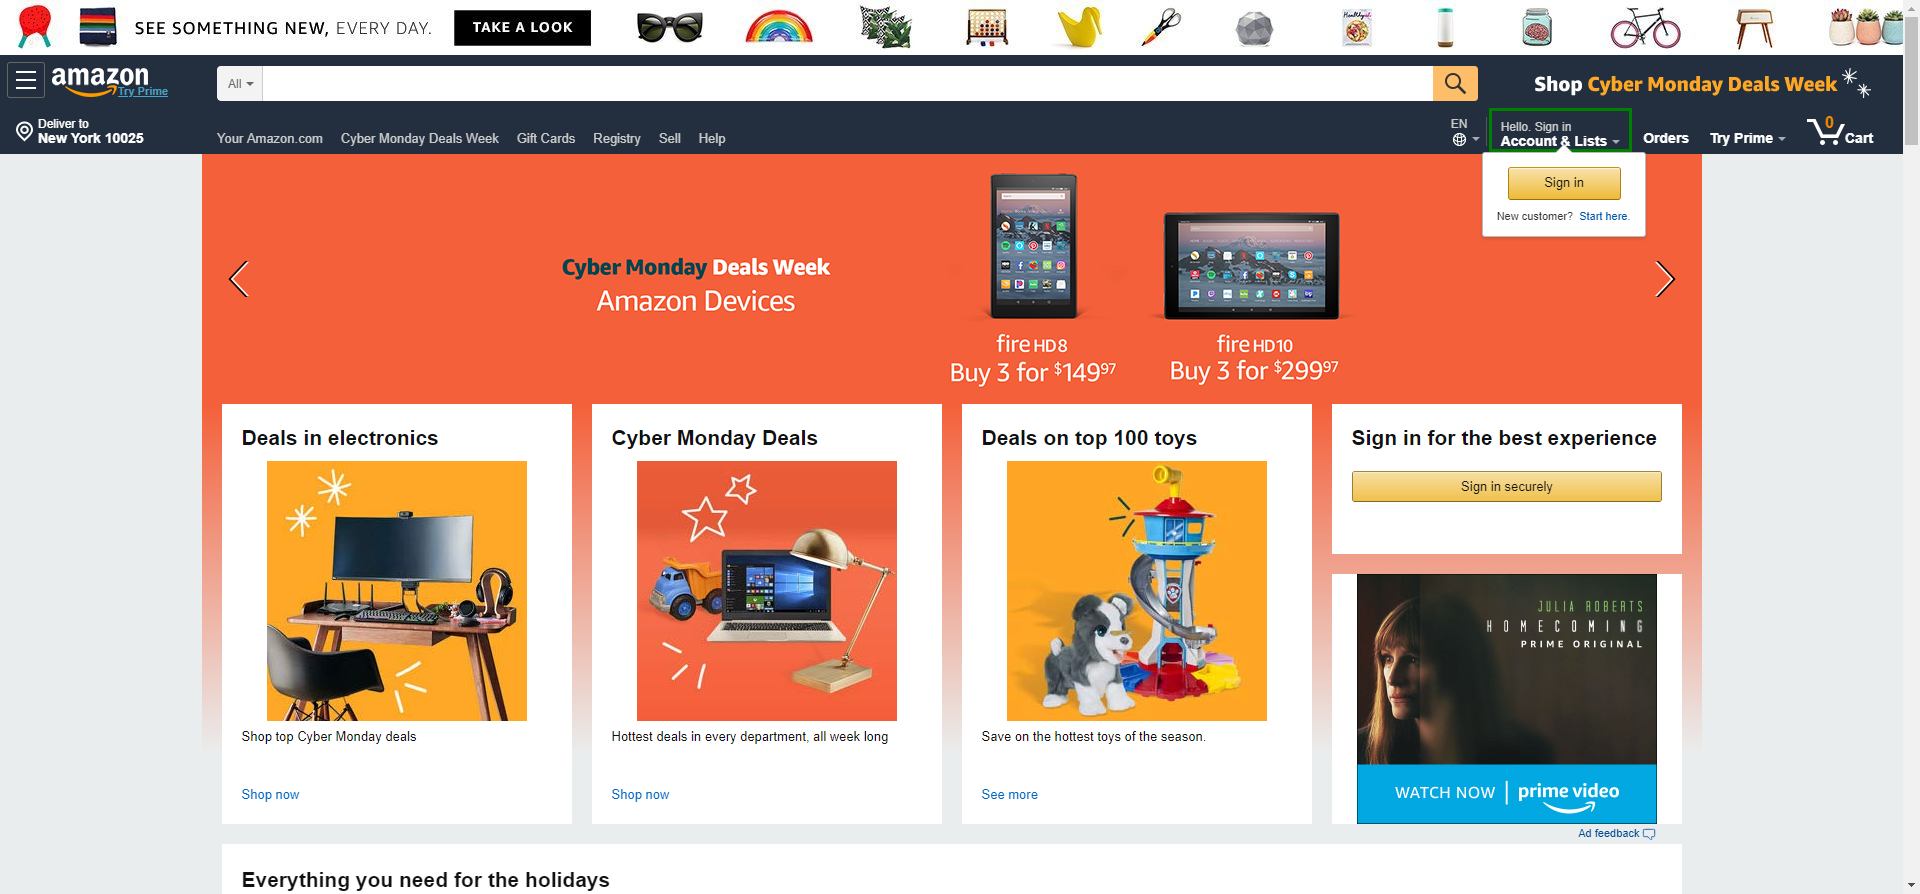 SEE SOMETHING NEW, EVERY DAY.
TAKE A LOOK
Healthyish
amazon
Try Prime
All
Shop Cyber Monday Deals Week
Deliver to
New York 10025
Your Amazon.com
Cyber Monday Deals Week
Gift Cards
Registry
Sell
Help
EN
Hello. Sign in
Account & Lists
Orders
Try Prime
0
Cart
Sign in
New customer? Start here.
Cyber Monday Deals Week
Amazon Devices
fire HD8
Buy 3 for $14997
fire HD10
Buy 3 for $29997
Deals in electronics
Shop top Cyber Monday deals
Shop now
Cyber Monday Deals
Hottest deals in every department, all week long
Shop now
Deals on top 100 toys
Save on the hottest toys of the season.
See more
Sign in for the best experience
Sign in securely
JULIA ROBERTS
HOMECOMING
PRIME ORIGINAL
WATCH NOW
prime video
Ad feedback
Everything you need for the holidays